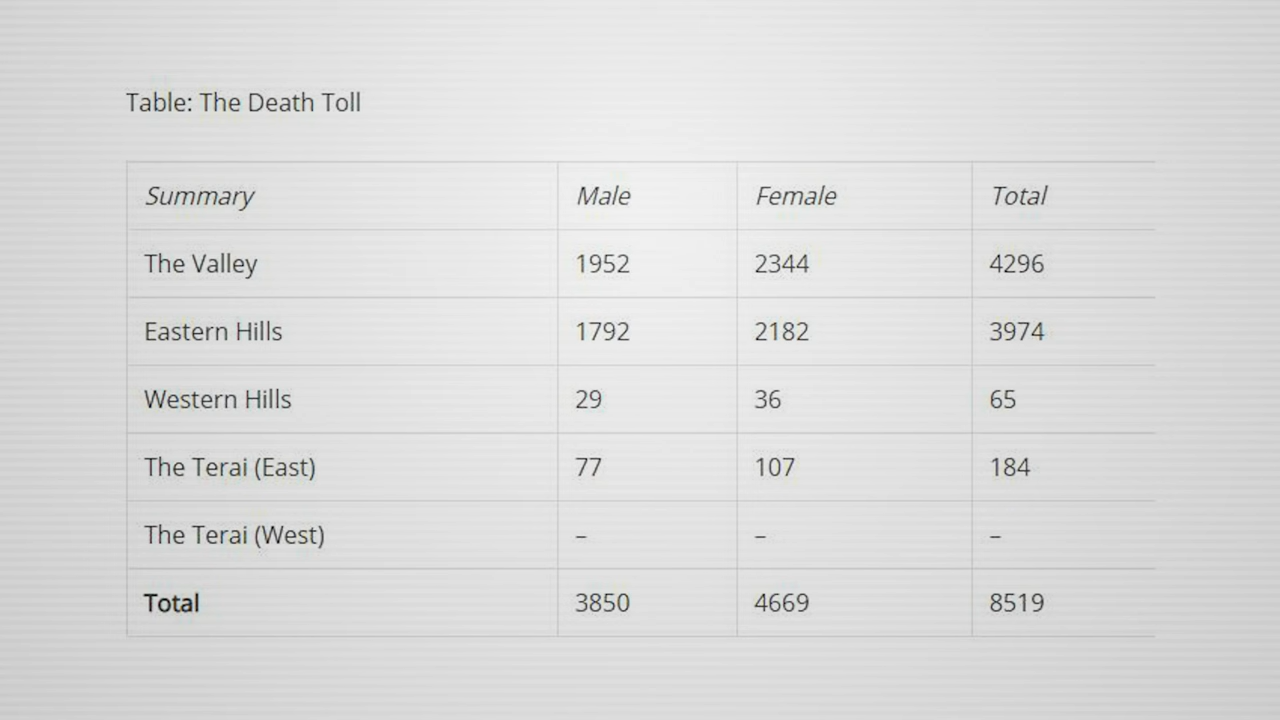 Table: The Death Toll
Summary Male Female Total
The Valley 1952 2344 4296
Eastern Hills 1792 2182 3974
Western Hills 29 36 65
The Terai (East) 77 107 184
The Terai (West) – – –
Total 3850 4669 8519